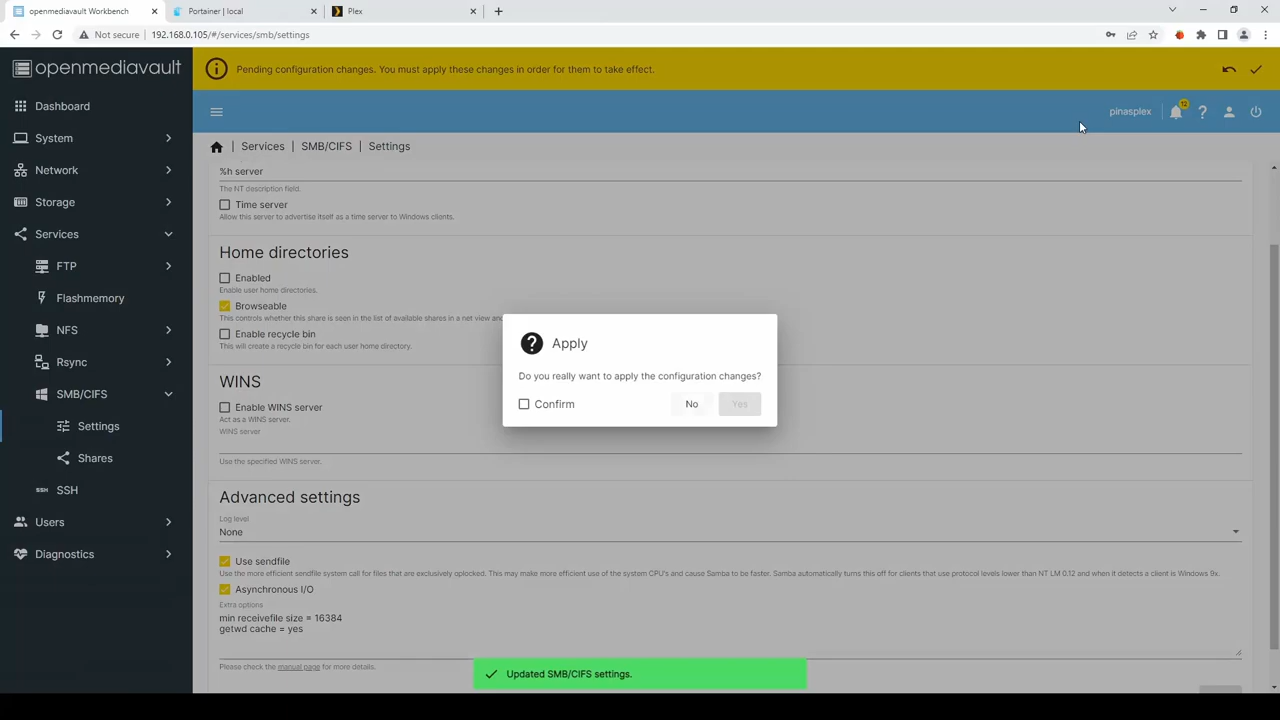 openmediavault Workbench
Portainer | local
Plex
Not secure
192.168.0.105/#/services/smb/settings
openmediavault
Pending configuration changes. You must apply these changes in order for them to take effect.
pinasplex
12
Dashboard
System
Network
Storage
Services
FTP
Flashmemory
NFS
Rsync
SMB/CIFS
Settings
Shares
SSH
Users
Diagnostics
| Services | SMB/CIFS | Settings
%h server
The NT description field.
Time server
Allow this server to advertise itself as a time server to Windows clients.
Home directories
Enabled
Enable user home directories.
Browseable
This controls whether this share is seen in the list of available shares in a net view and
Enable recycle bin
This will create a recycle bin for each user home directory.
WINS
Enable WINS server
Act as a WINS server.
WINS server
Use the specified WINS server.
Apply
Do you really want to apply the configuration changes?
Confirm
No
Yes
Advanced settings
Log level
None
Use sendfile
Use the more efficient sendfile system call for files that are exclusively oplocked. This may make more efficient use of the system CPU's and cause Samba to be faster. Samba automatically turns this off for clients that use protocol levels lower than NT LM 0.12 and when it detects a client is Windows 9x.
Asynchronous I/O
Extra options
min receivefile size = 16384
getwd cache = yes
Please check the manual page for more details.
Updated SMB/CIFS settings.